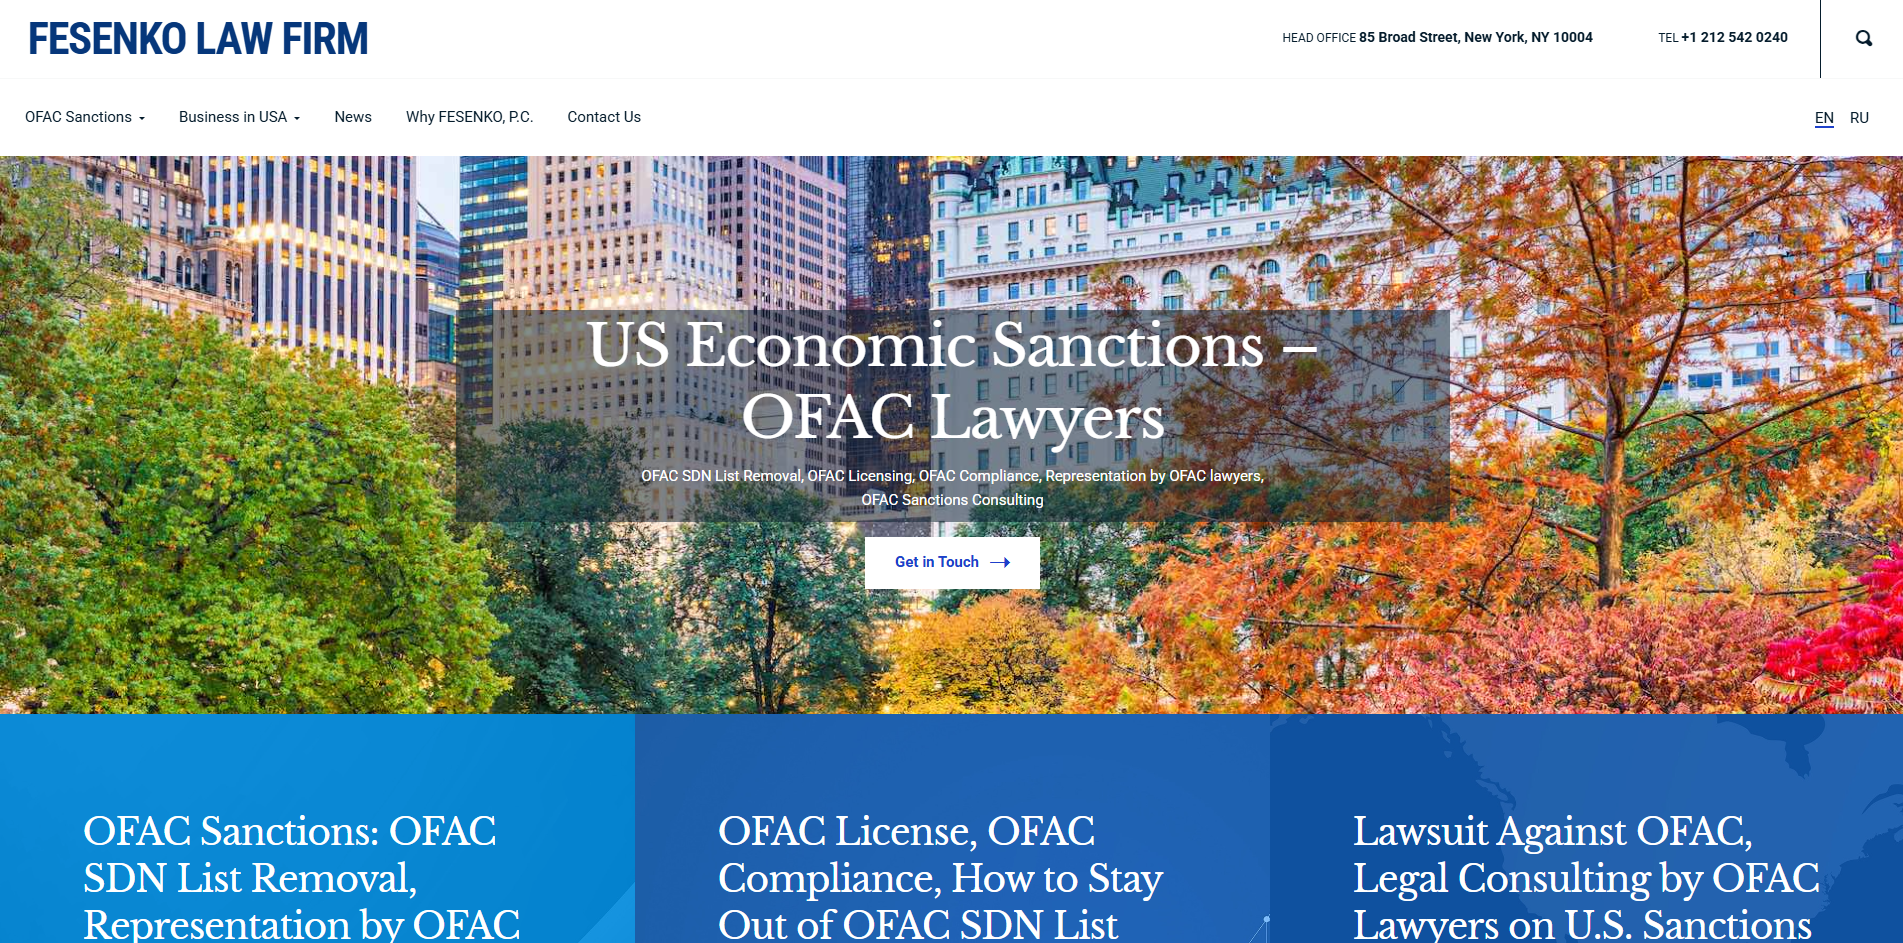 FESENKO LAW FIRM
HEAD OFFICE 85 Broad Street, New York, NY 10004
TEL +1 212 542 0240
OFAC Sanctions
Business in USA
News
Why FESENKO, P.C.
Contact Us
EN
RU
US Economic Sanctions –
OFAC Lawyers
OFAC SDN List Removal, OFAC Licensing, OFAC Compliance, Representation by OFAC lawyers,
OFAC Sanctions Consulting
Get in Touch
OFAC Sanctions: OFAC
SDN List Removal,
Representation by OFAC
OFAC License, OFAC
Compliance, How to Stay
Out of OFAC SDN List
Lawsuit Against OFAC,
Legal Consulting by OFAC
Lawyers on U.S. Sanctions